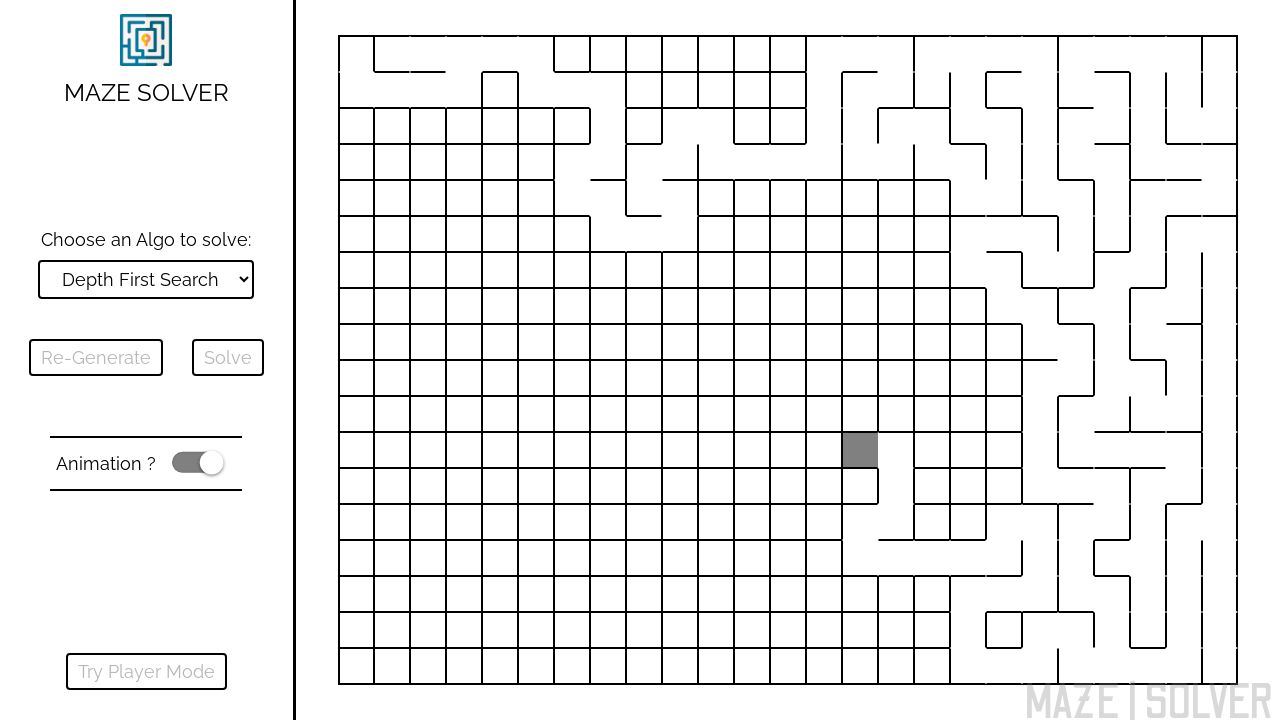 MAZE SOLVER
Choose an Algo to solve:
Depth First Search
Re-Generate
Solve
Animation ?
Try Player Mode
MAZE | SOLVER